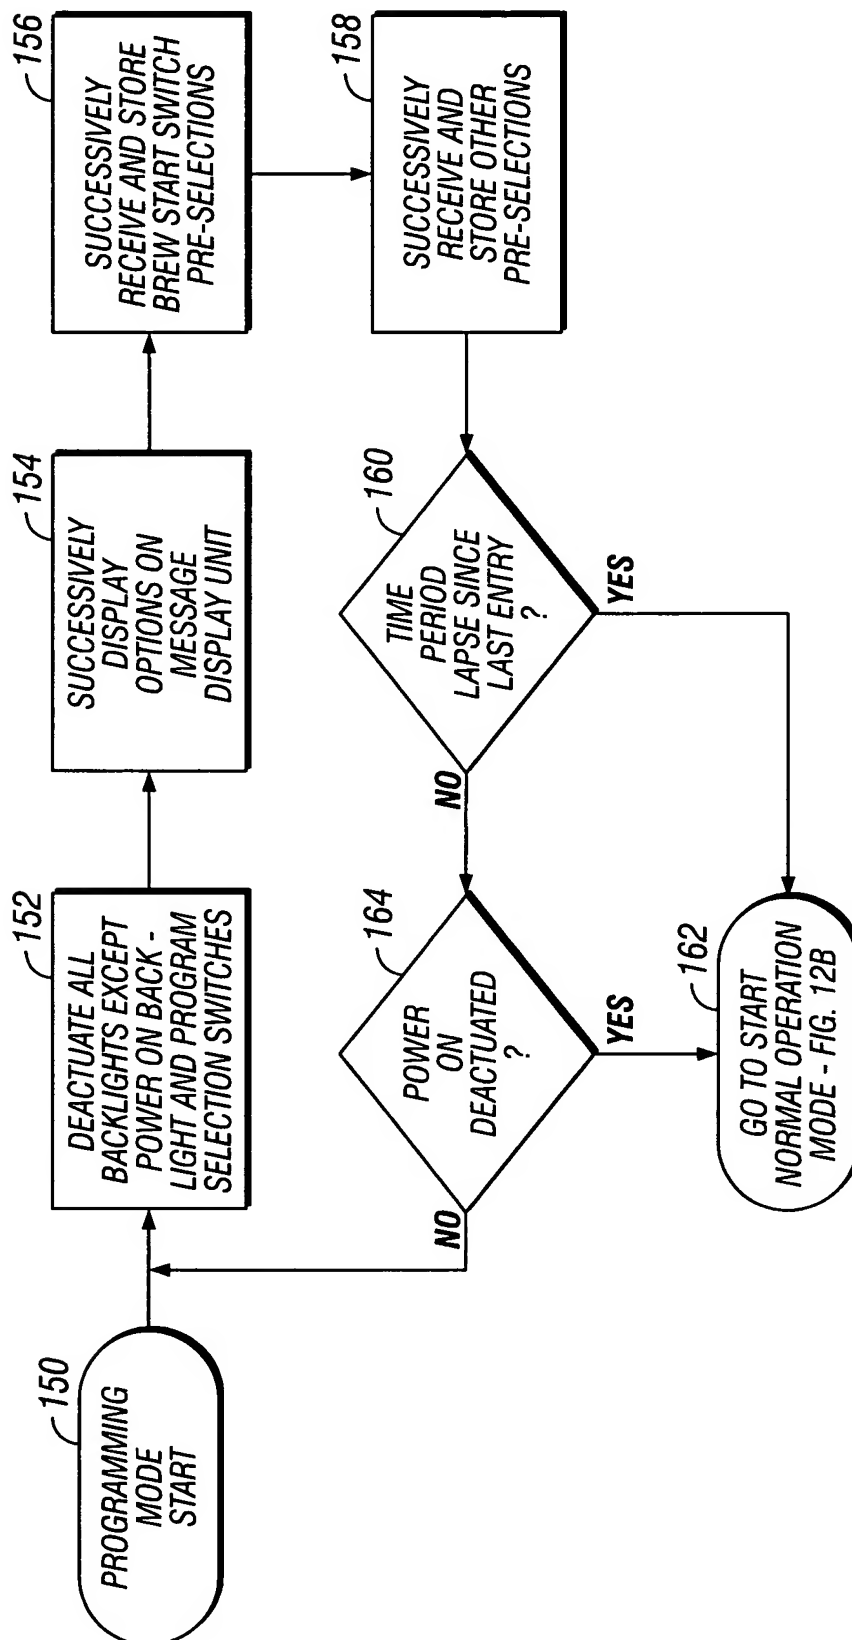 150
PROGRAMMING
MODE
START
152
DEACTUATE ALL
BACKLIGHTS EXCEPT
POWER ON BACK -
LIGHT AND PROGRAM
SELECTION SWITCHES
154
SUCCESSIVELY
DISPLAY
OPTIONS ON
MESSAGE
DISPLAY UNIT
156
SUCCESSIVELY
RECEIVE AND STORE
BREW START SWITCH
PRE-SELECTIONS
158
SUCCESSIVELY
RECEIVE AND
STORE OTHER
PRE-SELECTIONS
160
TIME
PERIOD
LAPSE SINCE
LAST ENTRY
?
YES
NO
164
POWER
ON
DEACTUATED
?
YES
NO
162
GO TO START
NORMAL OPERATION
MODE - FIG. 12B